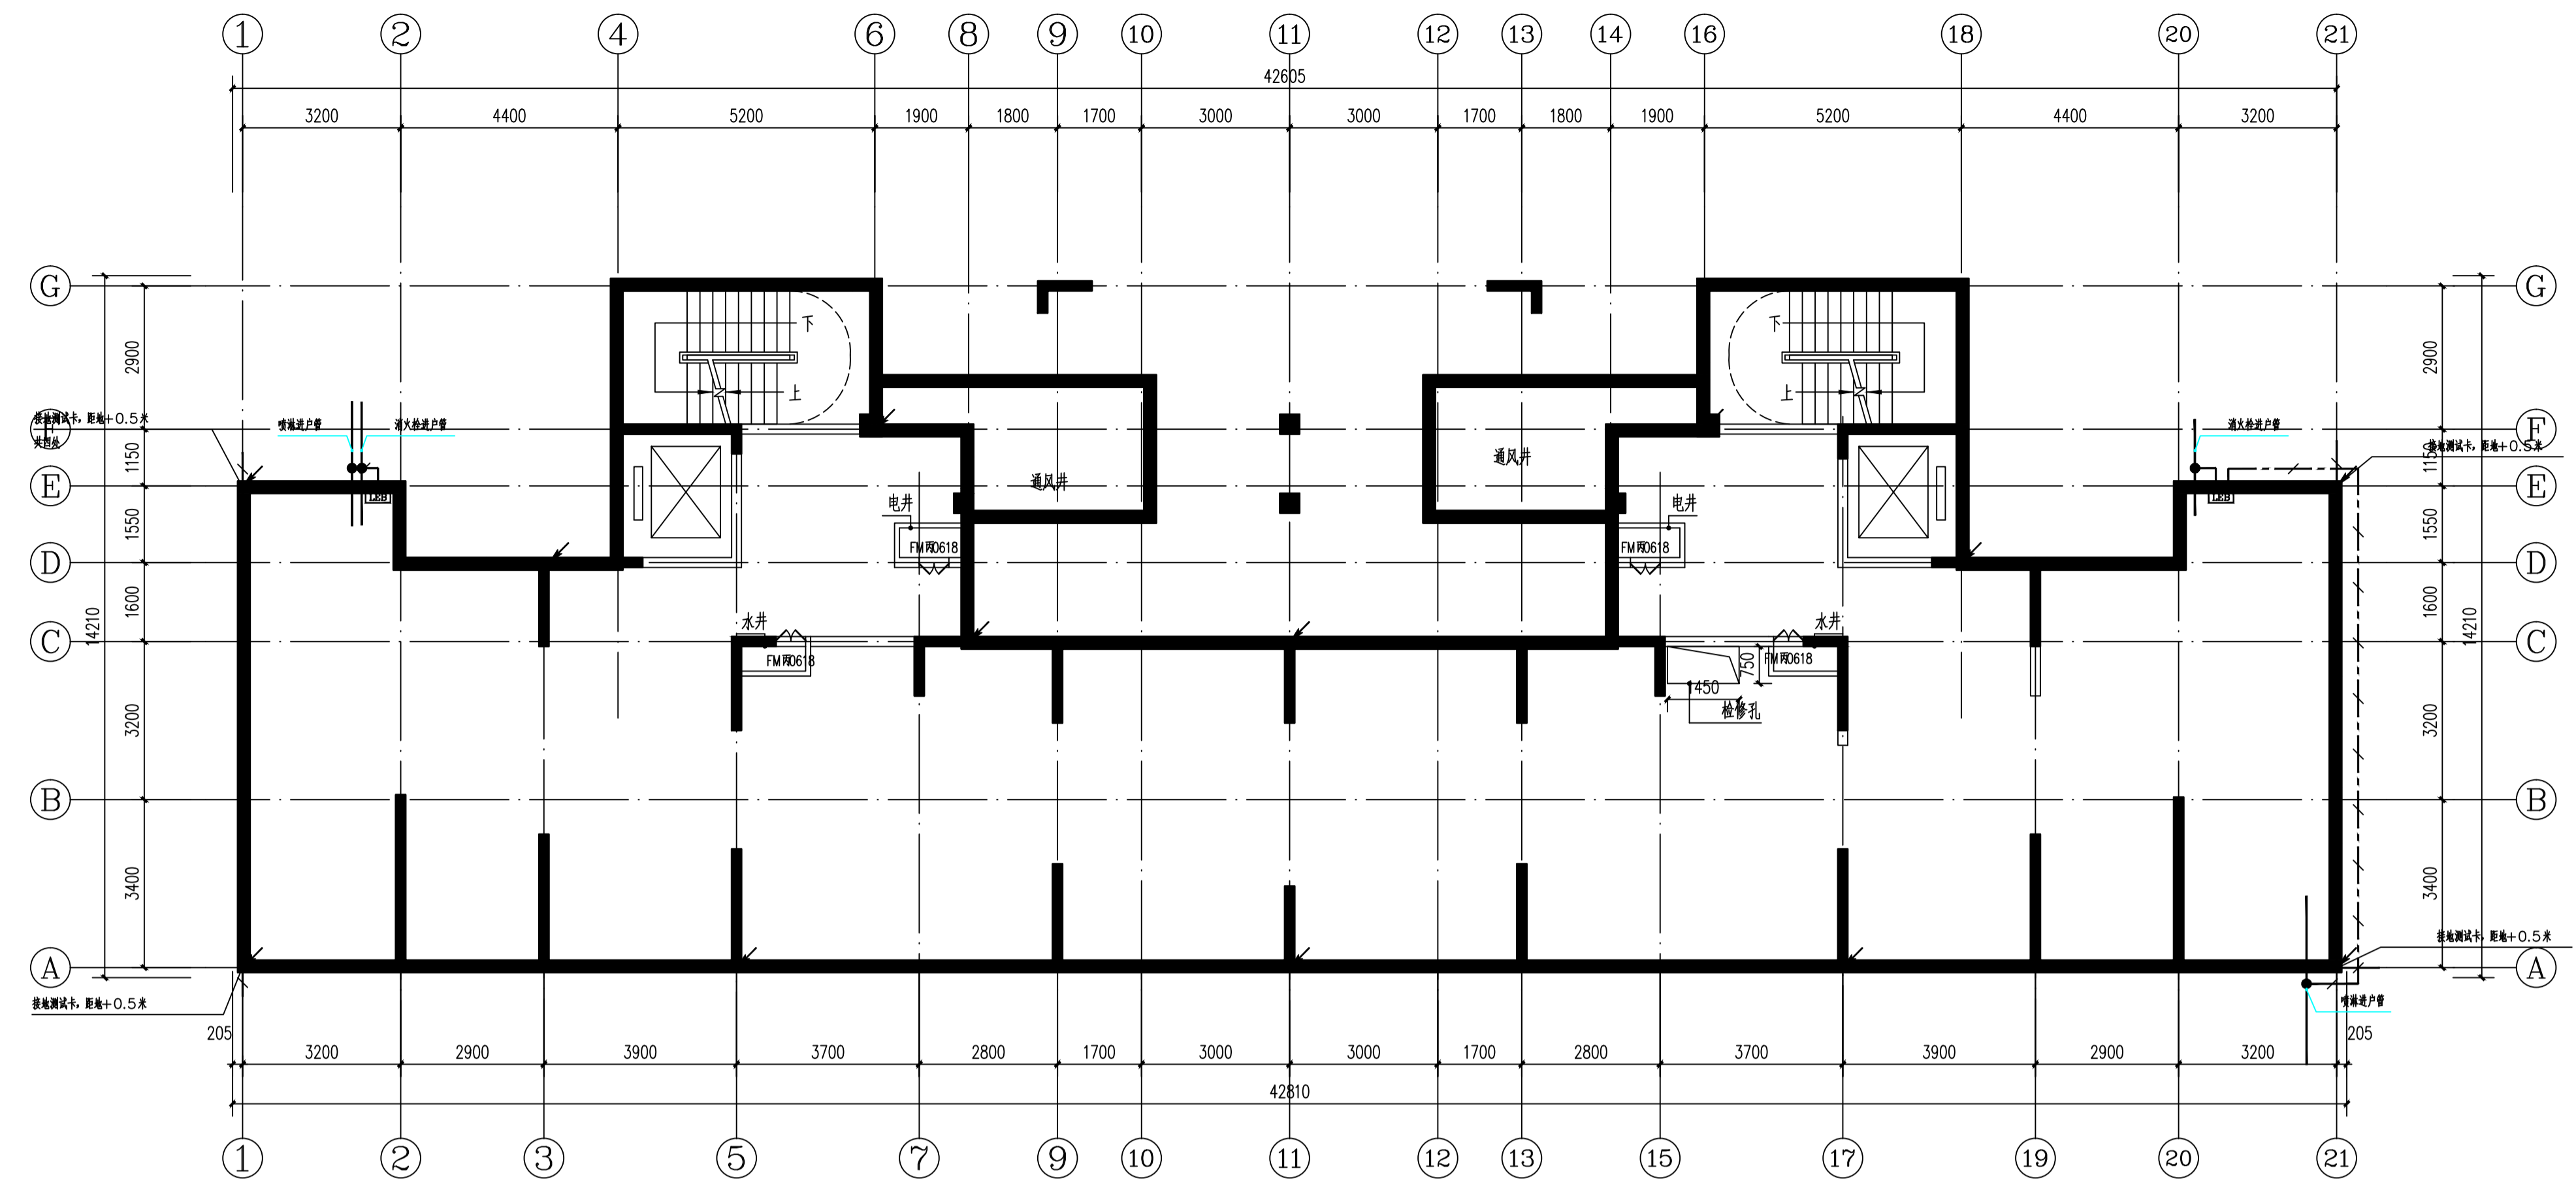 1 2 4 6 8 9 10 11 12 13 14 16 18 20 21
42605
3200 4400 5200 1900 1800 1700 3000 3000 1700 1800 1900 5200 4400 3200
G G
下 下
2900 2900
上 上
接地测试卡，距地+0.5米
共四处
喷淋进户管 消火栓进户管
消火栓进户管
F F
接地测试卡，距地+0.5米
1150 1150
通风井 通风井
E E
LEB LEB
电井 电井
1550 1550
FM丙0618 FM丙0618
D D
1600 1600
14210 14210
水井 水井
C C
FM丙0618 FM丙0618
750
1450
检修孔
3200 3200
B B
3400 3400
接地测试卡，距地+0.5米
A A
接地测试卡，距地+0.5米
喷淋进户管
205 205
3200 2900 3900 3700 2800 1700 3000 3000 1700 2800 3700 3900 2900 3200
42810
1 2 3 5 7 9 10 11 12 13 15 17 19 20 21